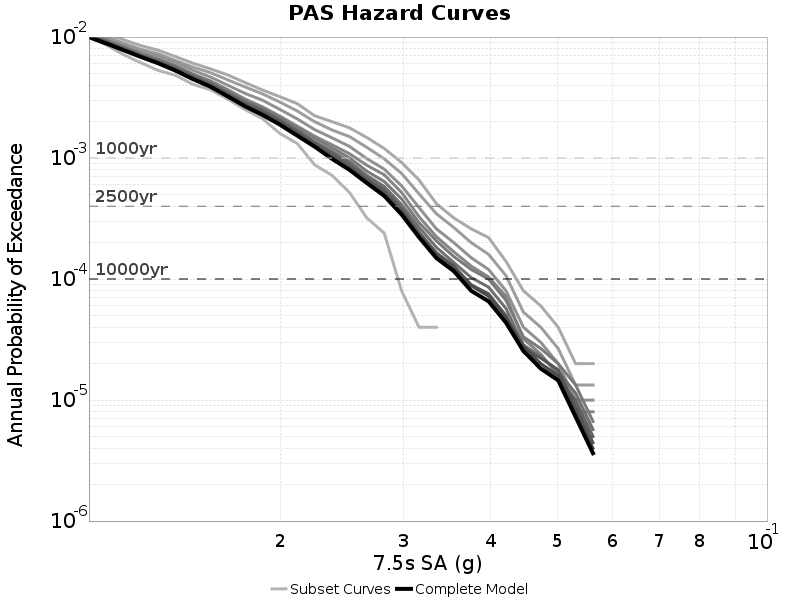 PAS Hazard Curves
Annual Probability of Exceedance
10-2
10-3
10-4
10-5
10-6
1000yr
2500yr
10000yr
2 3 4 5 6 7 8 10-1
7.5s SA (g)
Subset Curves Complete Model